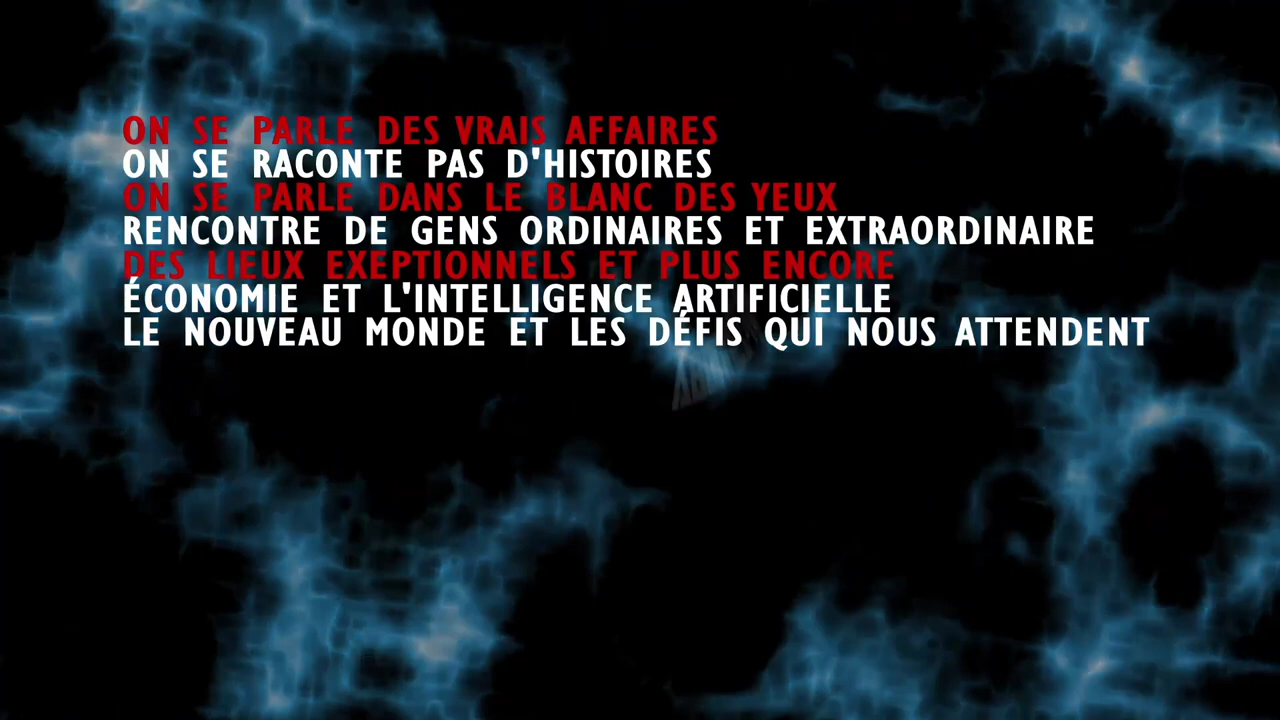 ON SE PARLE DES VRAIS AFFAIRES
ON SE RACONTE PAS D'HISTOIRES
ON SE PARLE DANS LE BLANC DES YEUX
RENCONTRE DE GENS ORDINAIRES ET EXTRAORDINAIRE
DES LIEUX EXEPTIONNELS ET PLUS ENCORE
ÉCONOMIE ET L'INTELLIGENCE ARTIFICIELLE
LE NOUVEAU MONDE ET LES DÉFIS QUI NOUS ATTENDENT